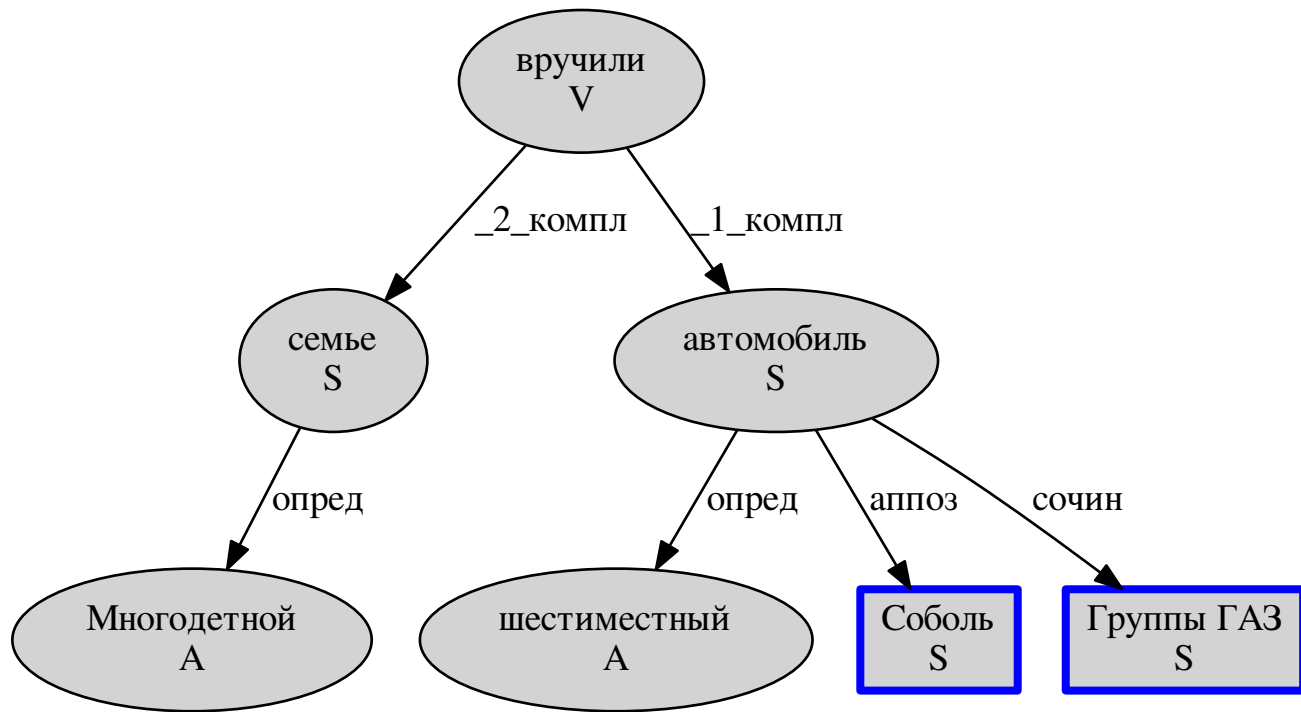 вручили
V
_2_компл
_1_компл
семье
S
автомобиль
S
опред
опред
аппоз
сочин
Многодетной
A
шестиместный
A
Соболь
S
Группы ГАЗ
S